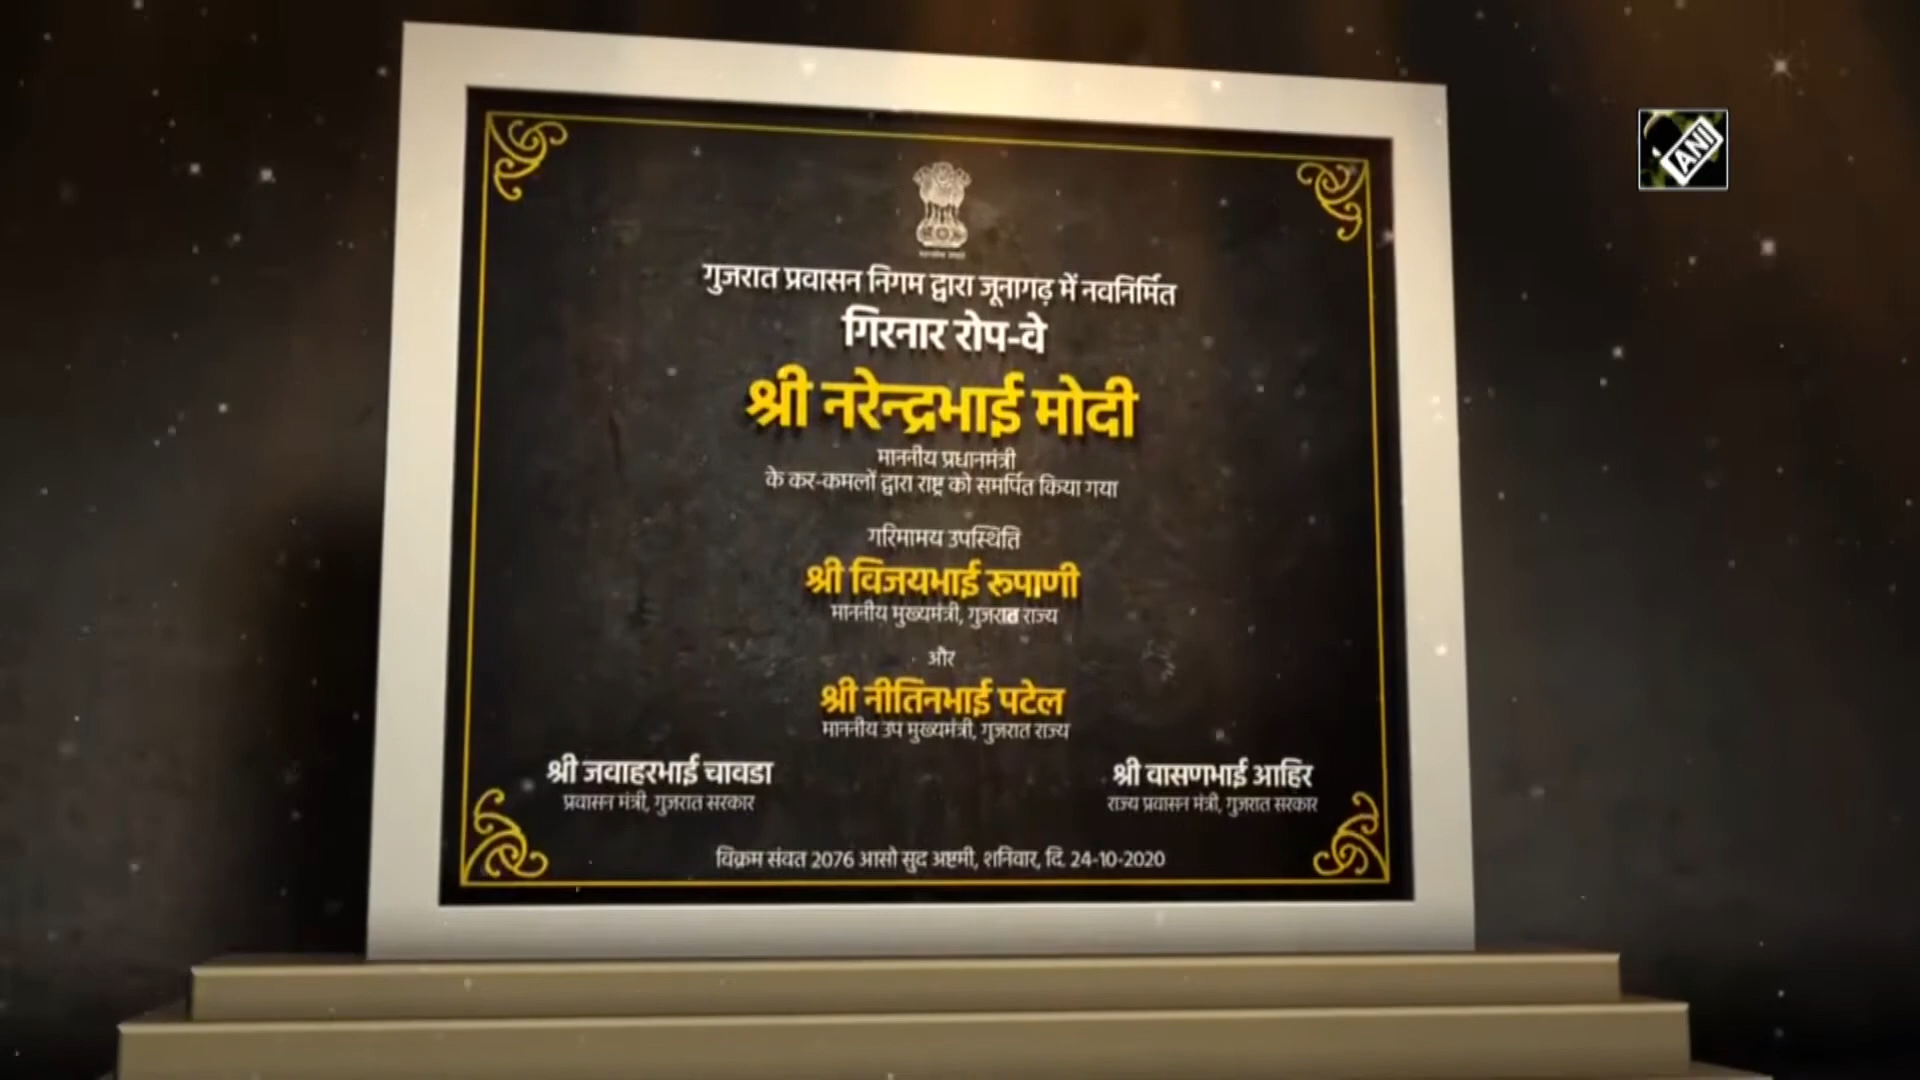 ANI
गुजरात प्रवासन निगम द्वारा जूनागढ़ में नवनिर्मित
गिरनार रोप-वे
श्री नरेन्द्रभाई मोदी
माननीय प्रधानमंत्री
के कर-कमलों द्वारा राष्ट्र को समर्पित किया गया
गरिमामय उपस्थिति
श्री विजयभाई रूपाणी
माननीय मुख्यमंत्री, गुजरात राज्य
और
श्री नीतिनभाई पटेल
माननीय उप मुख्यमंत्री, गुजरात राज्य
श्री जवाहरभाई चावडा
प्रवासन मंत्री, गुजरात सरकार
श्री वासणभाई आहिर
राज्य प्रवासन मंत्री, गुजरात सरकार
विक्रम संवत 2076 आसो सुद अष्टमी, शनिवार, दि. 24-10-2020